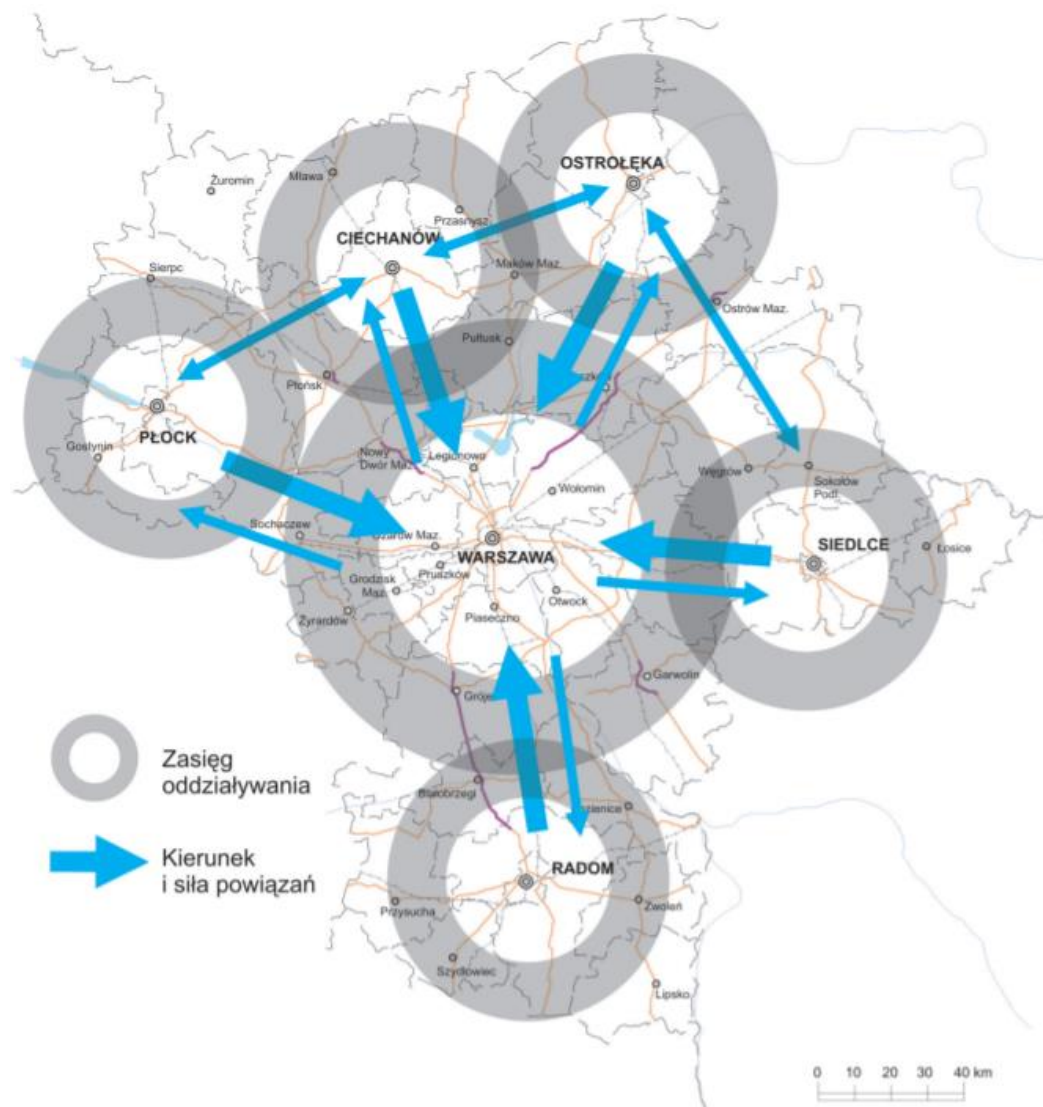 OSTROŁĘKA
Mława
Żuromin
Przasnysz
CIECHANÓW
Maków Maz.
Sierpc
Ostrów Maz.
Pułtusk
Płońsk
PŁOCK
Gostynin
Nowy
Dwór Maz.
Legionowo
Węgrów
Sokołów
Podl.
Wołomin
Sochaczew
Ożarów Maz.
WARSZAWA
SIEDLCE
Łosice
Pruszków
Grodzisk
Maz.
Otwock
Żyrardów
Piaseczno
Garwolin
Zasięg
oddziaływania
Białobrzegi
Kierunek
i siła powiązań
RADOM
Przysucha
Zwoleń
Szydłowiec
Lipsko
0 10 20 30 40 km